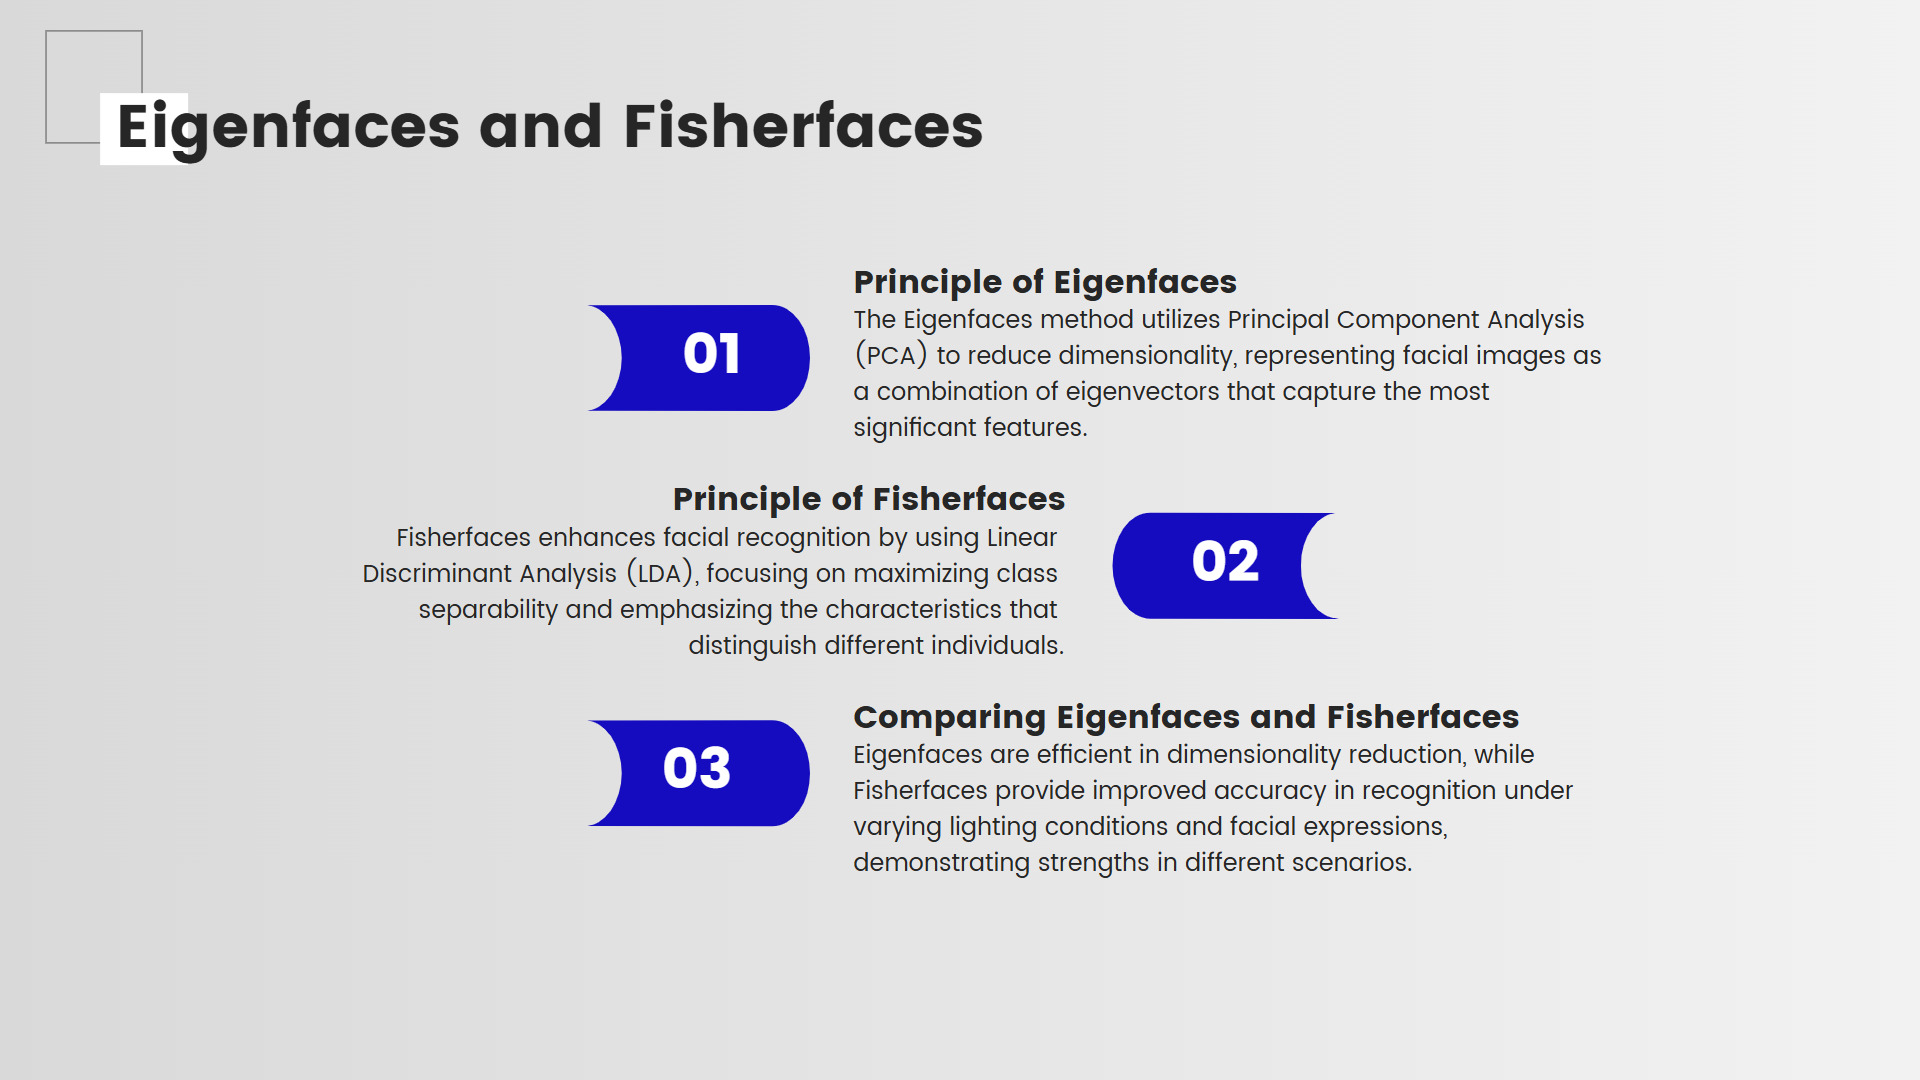 Eigenfaces and Fisherfaces
01
Principle of Eigenfaces
The Eigenfaces method utilizes Principal Component Analysis
(PCA) to reduce dimensionality, representing facial images as
a combination of eigenvectors that capture the most
significant features.
Principle of Fisherfaces
Fisherfaces enhances facial recognition by using Linear
Discriminant Analysis (LDA), focusing on maximizing class
separability and emphasizing the characteristics that
distinguish different individuals.
02
03
Comparing Eigenfaces and Fisherfaces
Eigenfaces are efficient in dimensionality reduction, while
Fisherfaces provide improved accuracy in recognition under
varying lighting conditions and facial expressions,
demonstrating strengths in different scenarios.